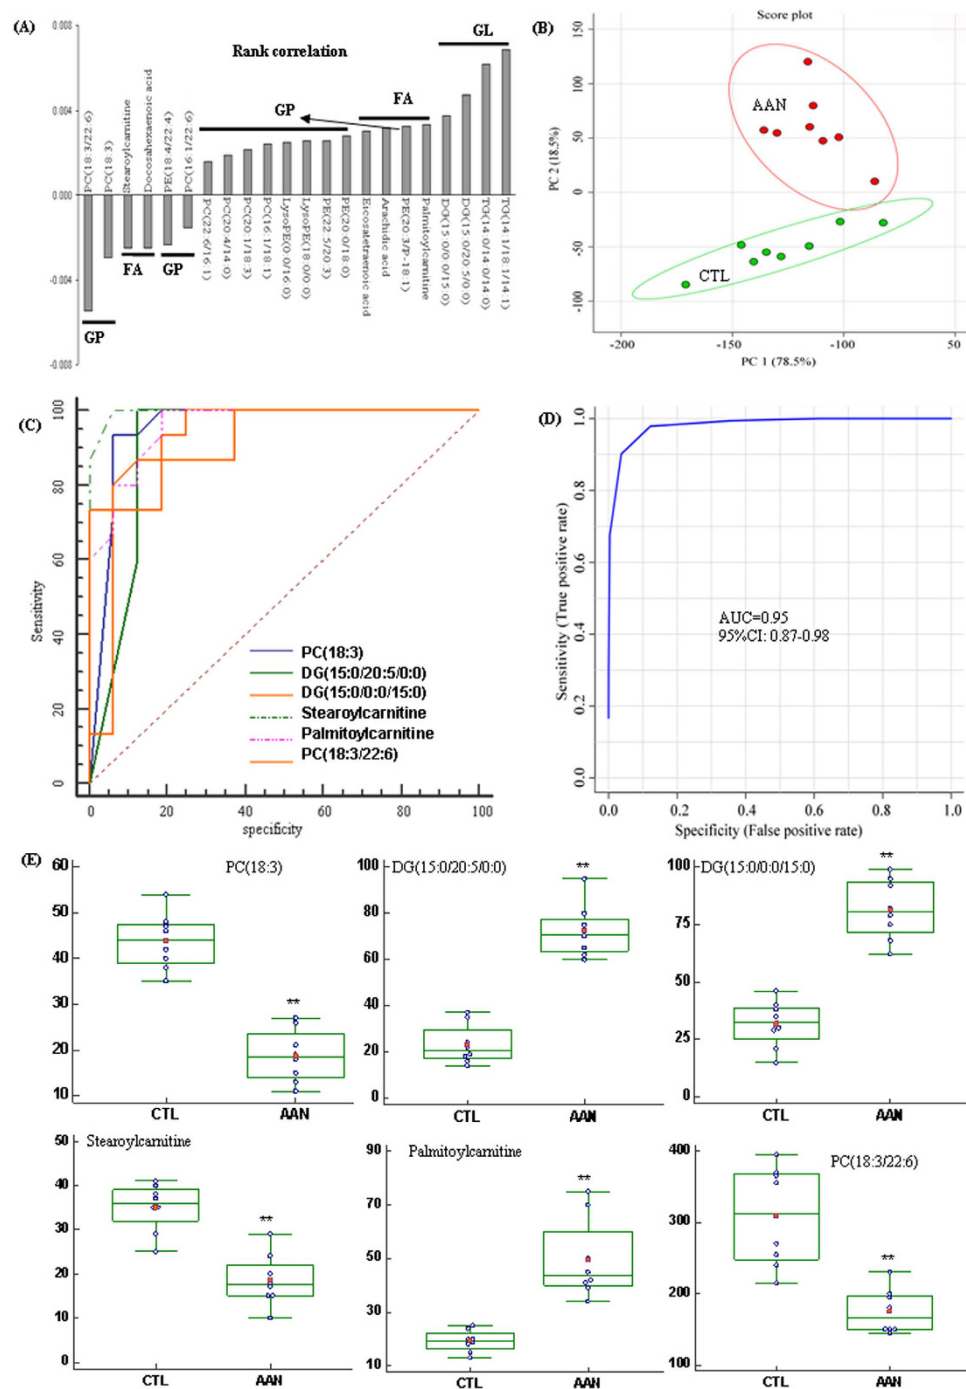 (A)
Rank correlation
GL
FA
GP
0.008
0.004
0.000
-0.004
-0.008
PC(18:3/22:6)
PC(18:3)
Stearoylcarnitine
Docosahexaenoic acid
PE(18:4/22:4)
PC(16:1/22:6)
PC(22:6/16:1)
PC(20:4/14:0)
PC(20:1/18:3)
PC(16:1/18:1)
LysoPE(0:0/16:0)
LysoPE(18:0/0:0)
PE(22:5/20:3)
PE(20:0/18:0)
Eicosatetraenoic acid
Arachidic acid
PE(20:3/P-18:1)
Palmitoylcarnitine
DG(15:0/0:0/15:0)
DG(15:0/20:5/0:0)
TG(14:0/14:0/14:0)
TG(14:1/18:1/14:1)
FA
GP
GP
(B)
Score plot
AAN
CTL
PC 2 (18.5%)
150
100
50
0
-50
-100
-200
-150
-100
-50
PC 1 (78.5%)
(C)
Sensitivity
100
80
60
40
20
0
PC(18:3)
DG(15:0/20:5/0:0)
DG(15:0/0:0/15:0)
Stearoylcarnitine
Palmitoylcarnitine
PC(18:3/22:6)
0
20
40
60
80
100
specificity
(D)
Sensitivity (True positive rate)
1.0
0.8
0.6
0.4
0.2
AUC=0.95
95%CI: 0.87-0.98
0.0
0.2
0.4
0.6
0.8
1.0
Specificity (False positive rate)
(E)
PC(18:3)
60
50
40
30
20
10
**
CTL
AAN
DG(15:0/20:5/0:0)
100
80
60
40
20
0
**
CTL
AAN
DG(15:0/0:0/15:0)
100
75
50
25
0
**
CTL
AAN
Stearoylcarnitine
50
40
30
20
10
0
**
CTL
AAN
Palmitoylcarnitine
90
70
50
30
10
**
CTL
AAN
PC(18:3/22:6)
400
300
200
100
**
CTL
AAN